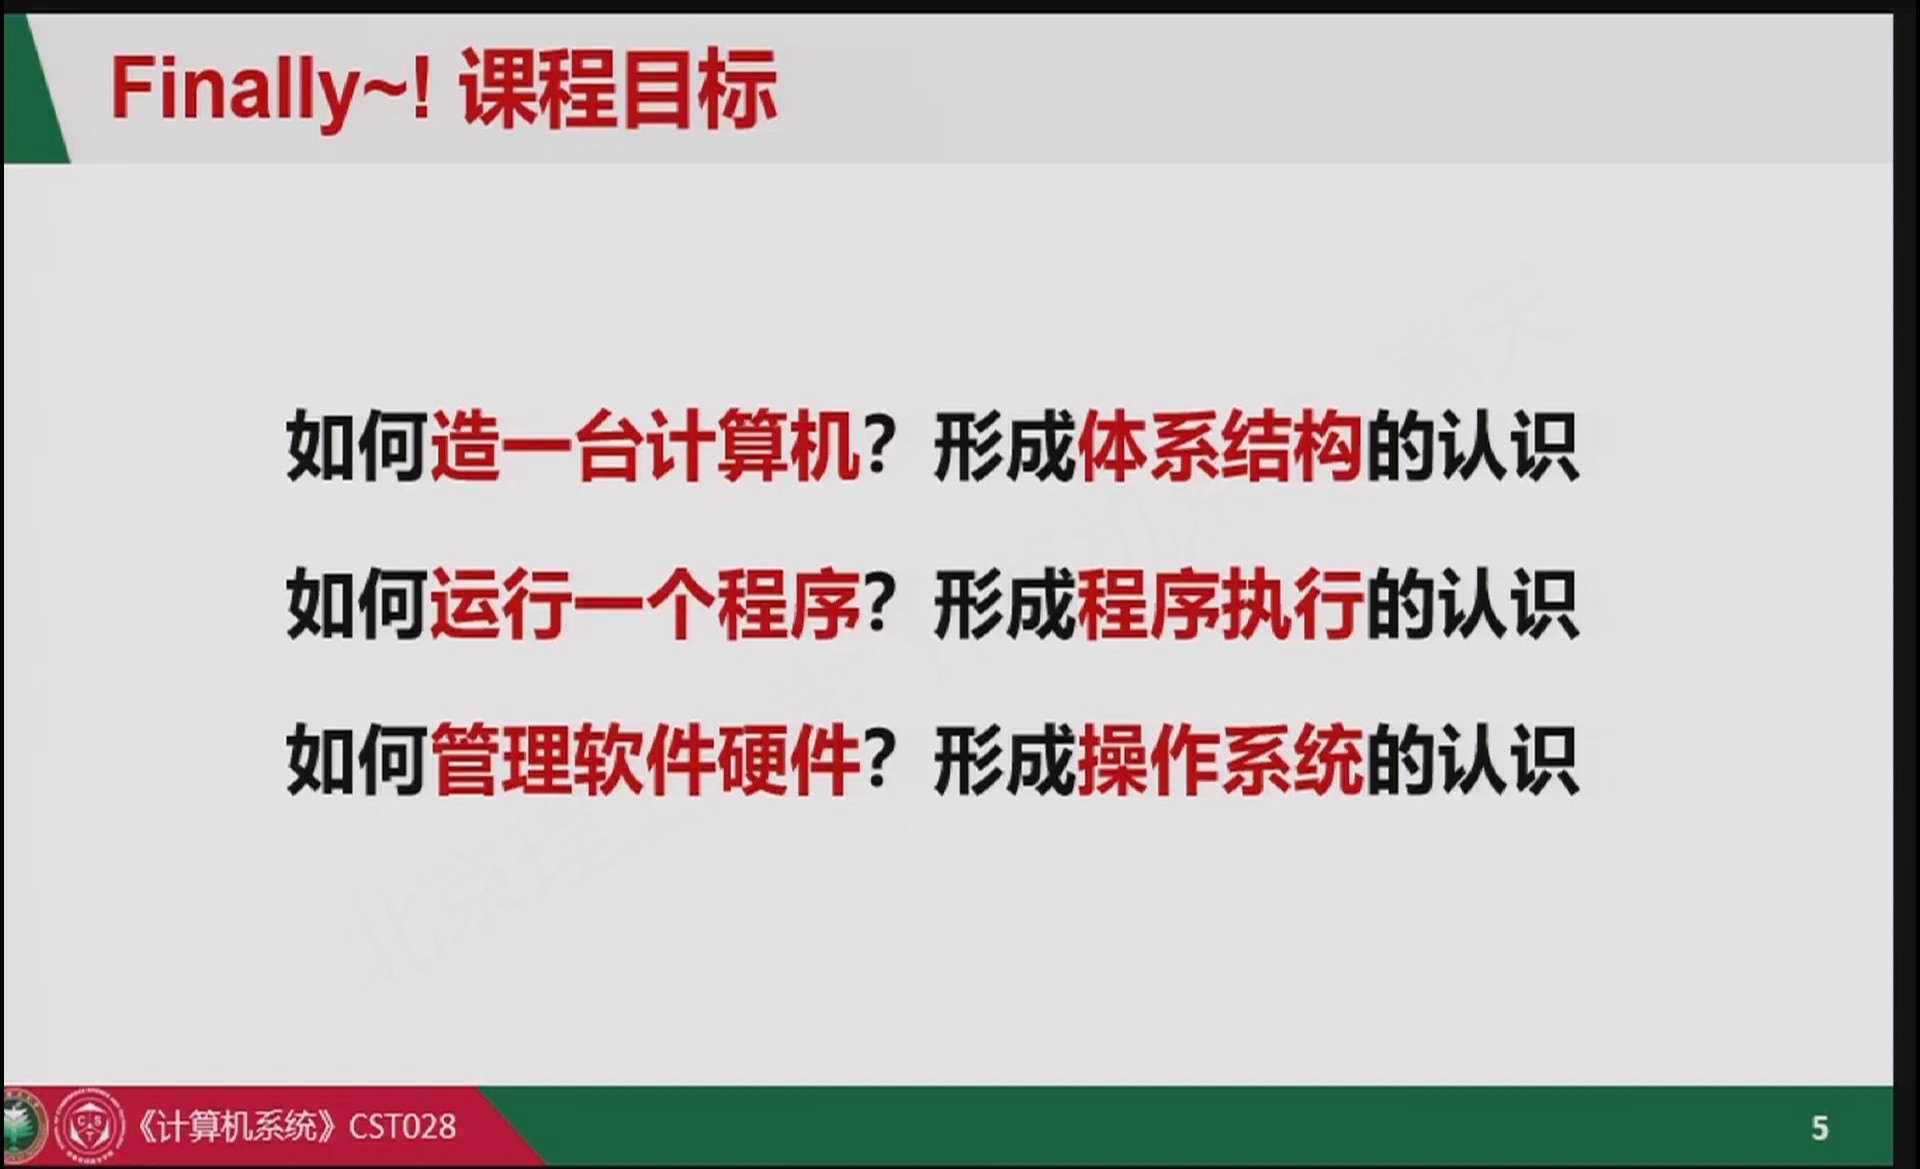 Finally~! 课程目标
如何造一台计算机？形成体系结构的认识
如何运行一个程序？形成程序执行的认识
如何管理软件硬件？形成操作系统的认识
《计算机系统》CST028
5